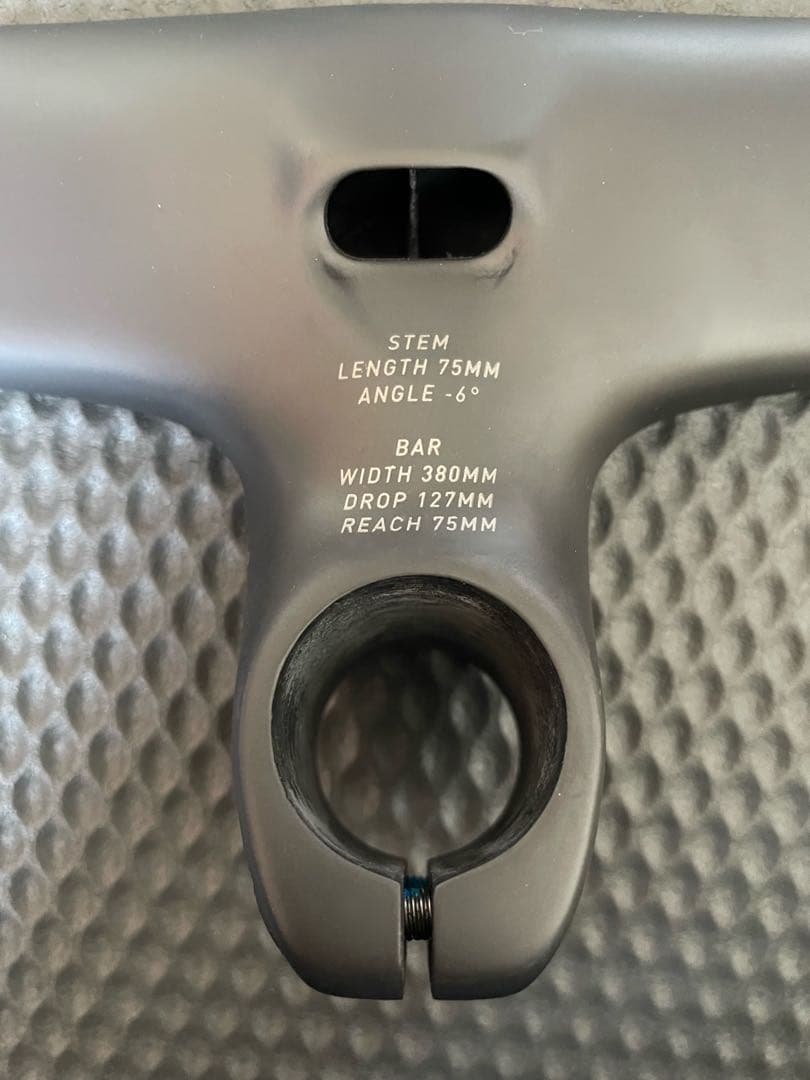 STEM
LENGTH 75MM
ANGLE -6°
BAR
WIDTH 380MM
DROP 127MM
REACH 75MM